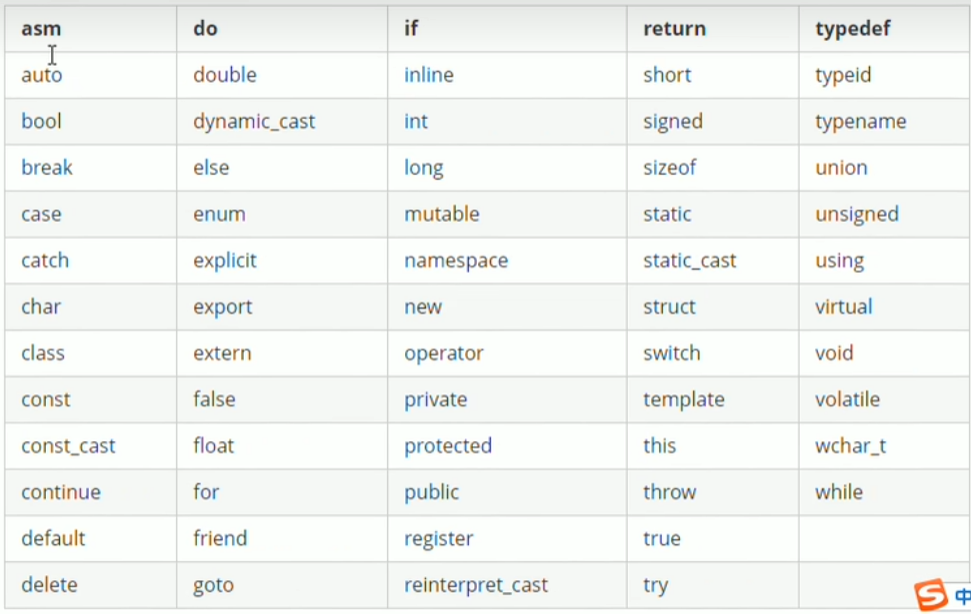 asm do if return typedef
auto double inline short typeid
bool dynamic_cast int signed typename
break else long sizeof union
case enum mutable static unsigned
catch explicit namespace static_cast using
char export new struct virtual
class extern operator switch void
const false private template volatile
const_cast float protected this wchar_t
continue for public throw while
default friend register true
delete goto reinterpret_cast try
S 中